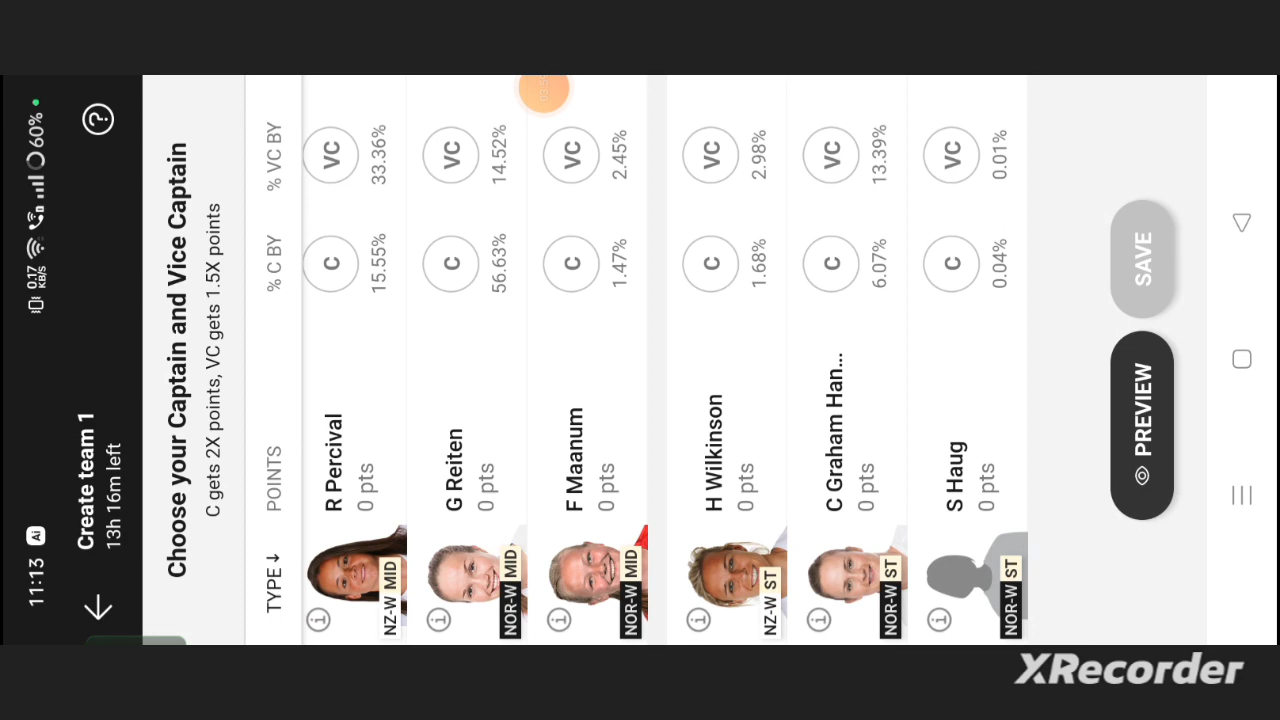 11:13 Ai 0.17 KB/S 60%
Create team 1
13h 16m left
Choose your Captain and Vice Captain
C gets 2X points, VC gets 1.5X points
TYPE ↓ POINTS % C BY % VC BY
R Percival C VC
NZ-W MID 0 pts 15.55% 33.36%
G Reiten C VC
NOR-W MID 0 pts 56.63% 14.52%
F Maanum C VC
NOR-W MID 0 pts 1.47% 2.45%
H Wilkinson C VC
NZ-W ST 0 pts 1.68% 2.98%
C Graham Han... C VC
NOR-W ST 0 pts 6.07% 13.39%
S Haug C VC
NOR-W ST 0 pts 0.04% 0.01%
PREVIEW SAVE
XRecorder